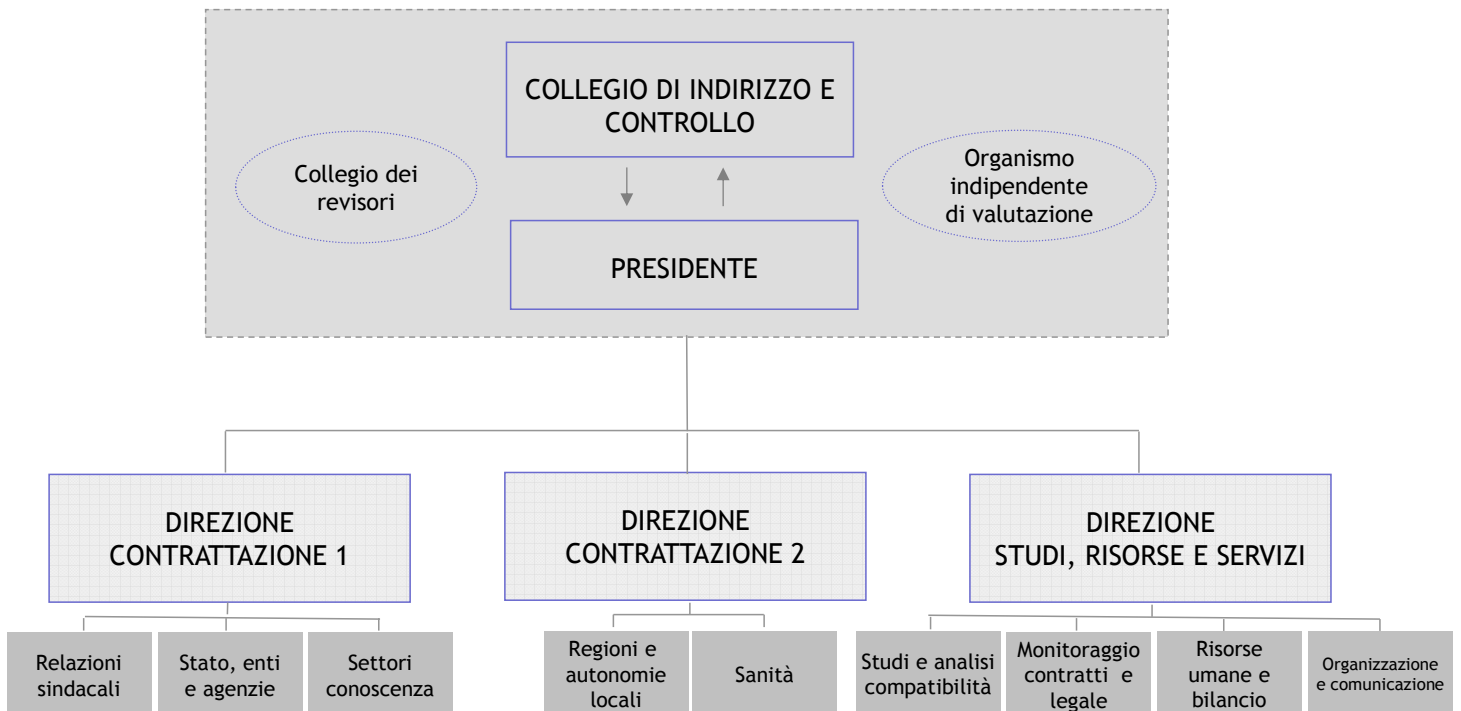 COLLEGIO DI INDIRIZZO E
CONTROLLO
Collegio dei
revisori
Organismo
indipendente
di valutazione
PRESIDENTE
DIREZIONE
CONTRATTAZIONE 1
DIREZIONE
CONTRATTAZIONE 2
DIREZIONE
STUDI, RISORSE E SERVIZI
Relazioni
sindacali
Stato, enti
e agenzie
Settori
conoscenza
Regioni e
autonomie
locali
Sanità
Studi e analisi
compatibilità
Monitoraggio
contratti e
legale
Risorse
umane e
bilancio
Organizzazione
e comunicazione